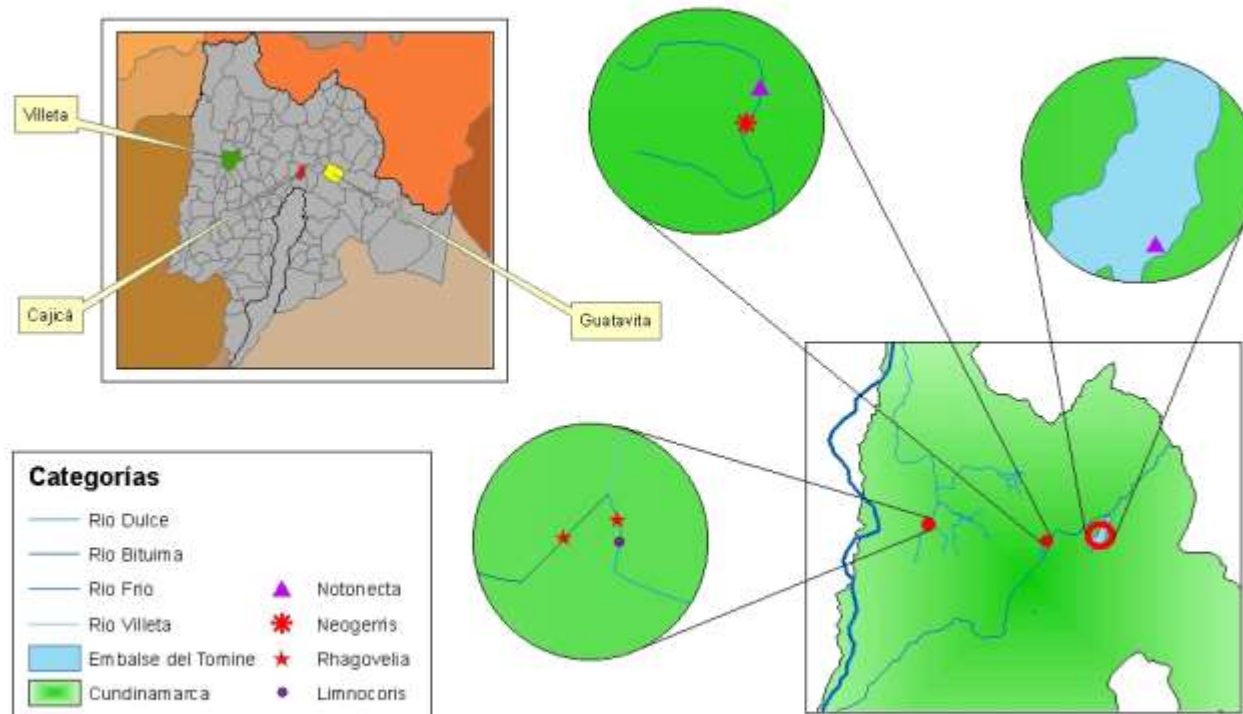 Villeta
Cajicá
Guatavita
Categorías
Rio Dulce
Rio Bituima
Rio Frio
Rio Villeta
Embalse del Tomine
Cundinamarca
Notonecta
Neogerris
Rhagovelia
Limnocoris